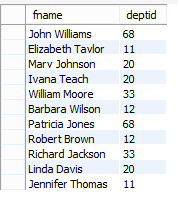 fname deptid
John Williams 68
Elizabeth Taylor 11
Mary Johnson 20
Ivana Teach 20
William Moore 33
Barbara Wilson 12
Patricia Jones 68
Robert Brown 12
Richard Jackson 33
Linda Davis 20
Jennifer Thomas 11